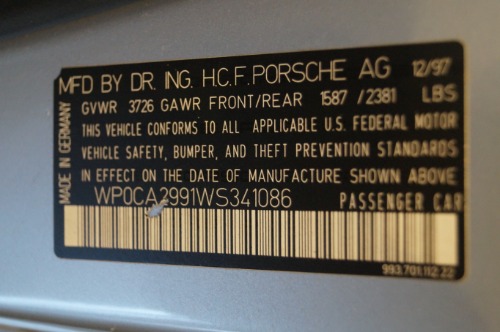 MFD BY DR. ING. H.C.F. PORSCHE AG 12/97
GVWR 3726 GAWR FRONT/REAR 1587/2381 LBS
THIS VEHICLE CONFORMS TO ALL APPLICABLE U.S. FEDERAL MOTOR
VEHICLE SAFETY, BUMPER, AND THEFT PREVENTION STANDARDS
IN EFFECT ON THE DATE OF MANUFACTURE SHOWN ABOVE
WP0CA2991WS341086 PASSENGER CAR
993.701.112.22
MADE IN GERMANY